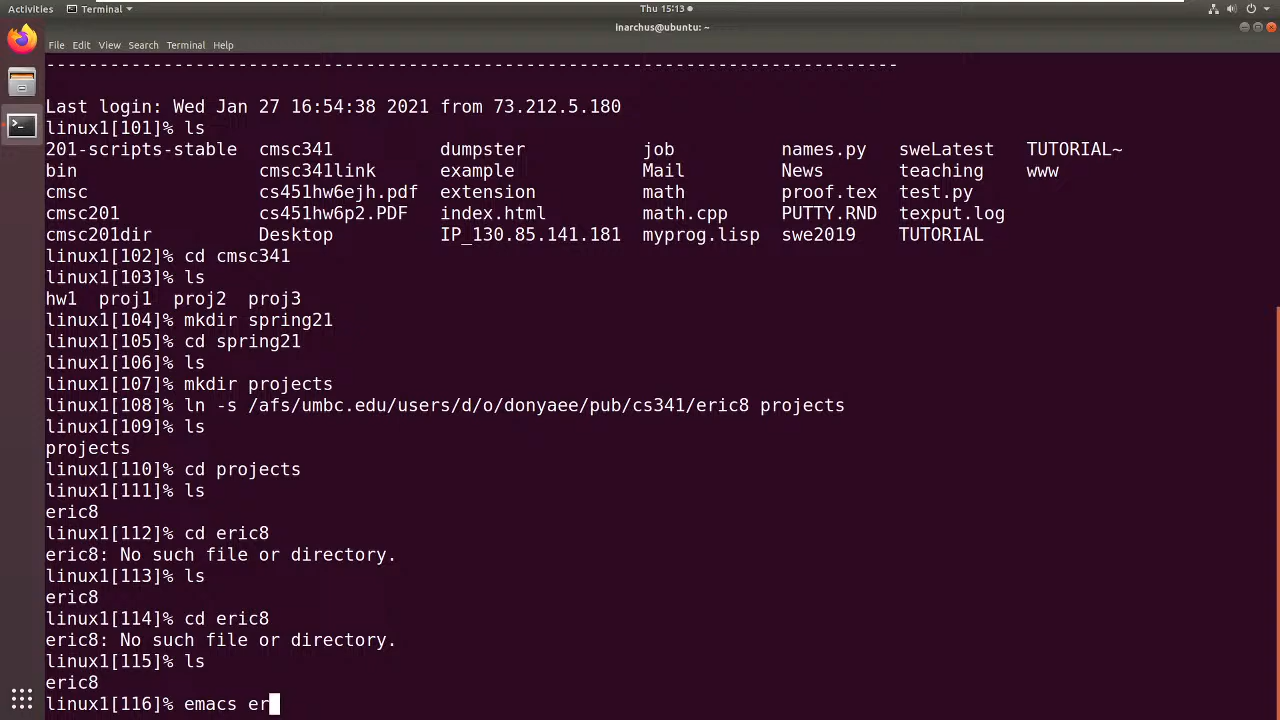 Activities Terminal Thu 15:13
inarchus@ubuntu: ~
File Edit View Search Terminal Help
--------------------------------------------------------------------------------
Last login: Wed Jan 27 16:54:38 2021 from 73.212.5.180
linux1[101]% ls
201-scripts-stable cmsc341 dumpster job names.py sweLatest TUTORIAL~
bin cmsc341link example Mail News teaching www
cmsc cs451hw6ejh.pdf extension math proof.tex test.py
cmsc201 cs451hw6p2.PDF index.html math.cpp PUTTY.RND texput.log
cmsc201dir Desktop IP_130.85.141.181 myprog.lisp swe2019 TUTORIAL
linux1[102]% cd cmsc341
linux1[103]% ls
hw1 proj1 proj2 proj3
linux1[104]% mkdir spring21
linux1[105]% cd spring21
linux1[106]% ls
linux1[107]% mkdir projects
linux1[108]% ln -s /afs/umbc.edu/users/d/o/donyaee/pub/cs341/eric8 projects
linux1[109]% ls
projects
linux1[110]% cd projects
linux1[111]% ls
eric8
linux1[112]% cd eric8
eric8: No such file or directory.
linux1[113]% ls
eric8
linux1[114]% cd eric8
eric8: No such file or directory.
linux1[115]% ls
eric8
linux1[116]% emacs er